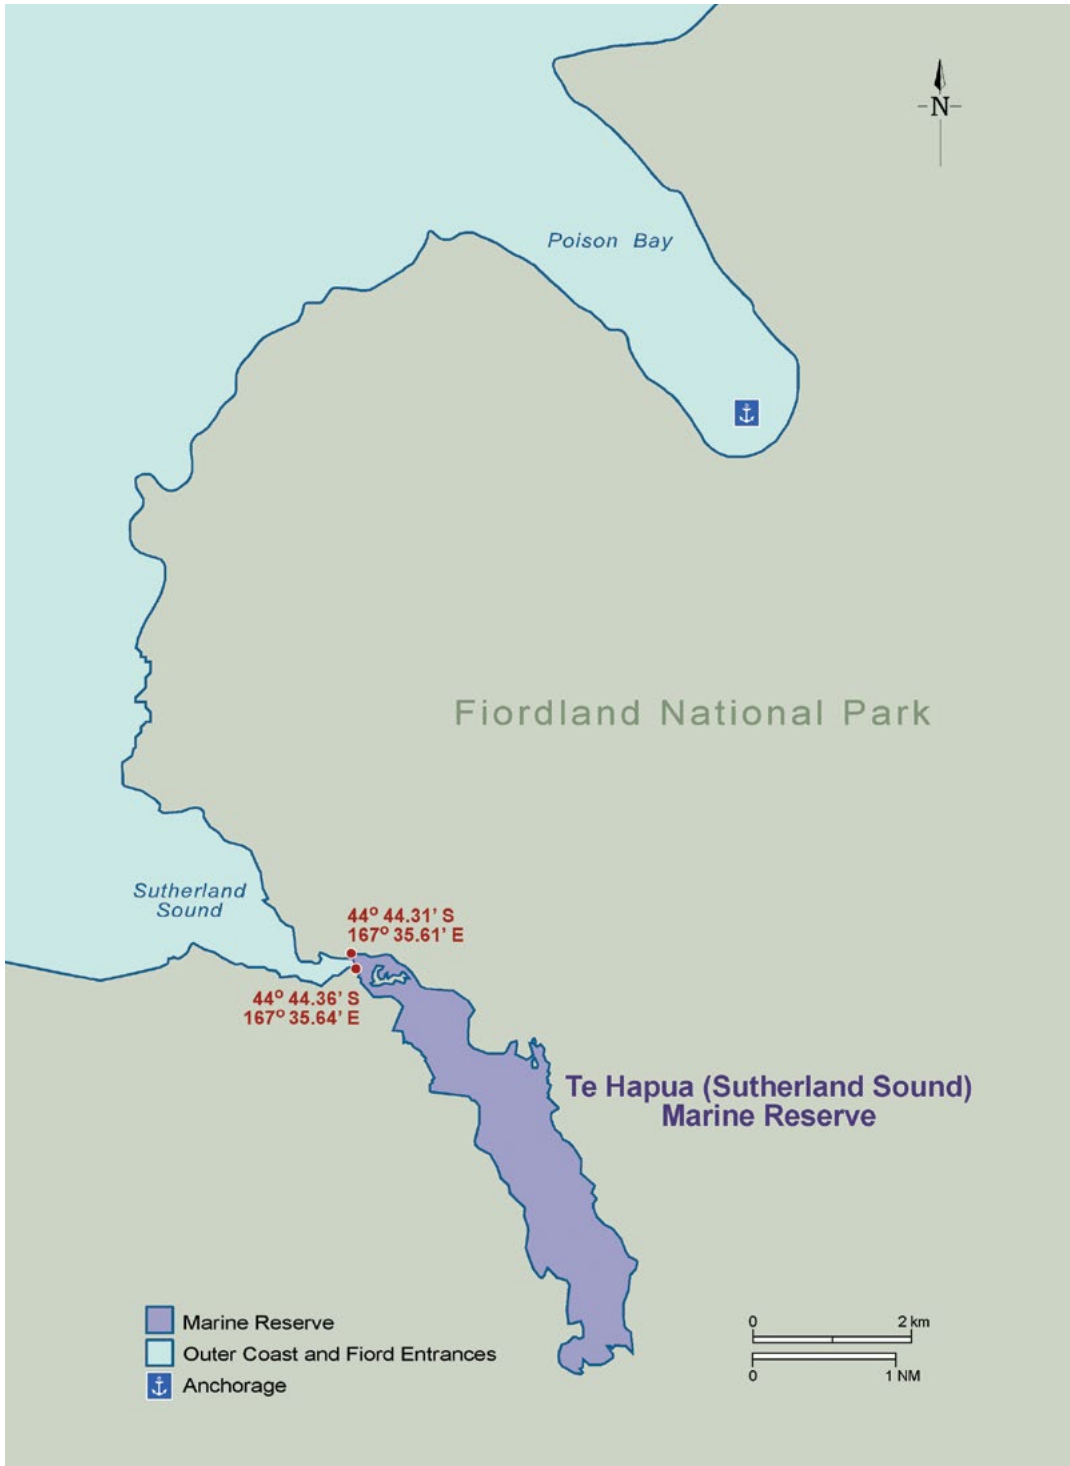 N
Poison Bay
Fiordland National Park
Sutherland
Sound
44° 44.31' S
167° 35.61' E
44° 44.36' S
167° 35.64' E
Te Hapua (Sutherland Sound)
Marine Reserve
Marine Reserve
Outer Coast and Fiord Entrances
Anchorage
0 2 km
0 1 NM